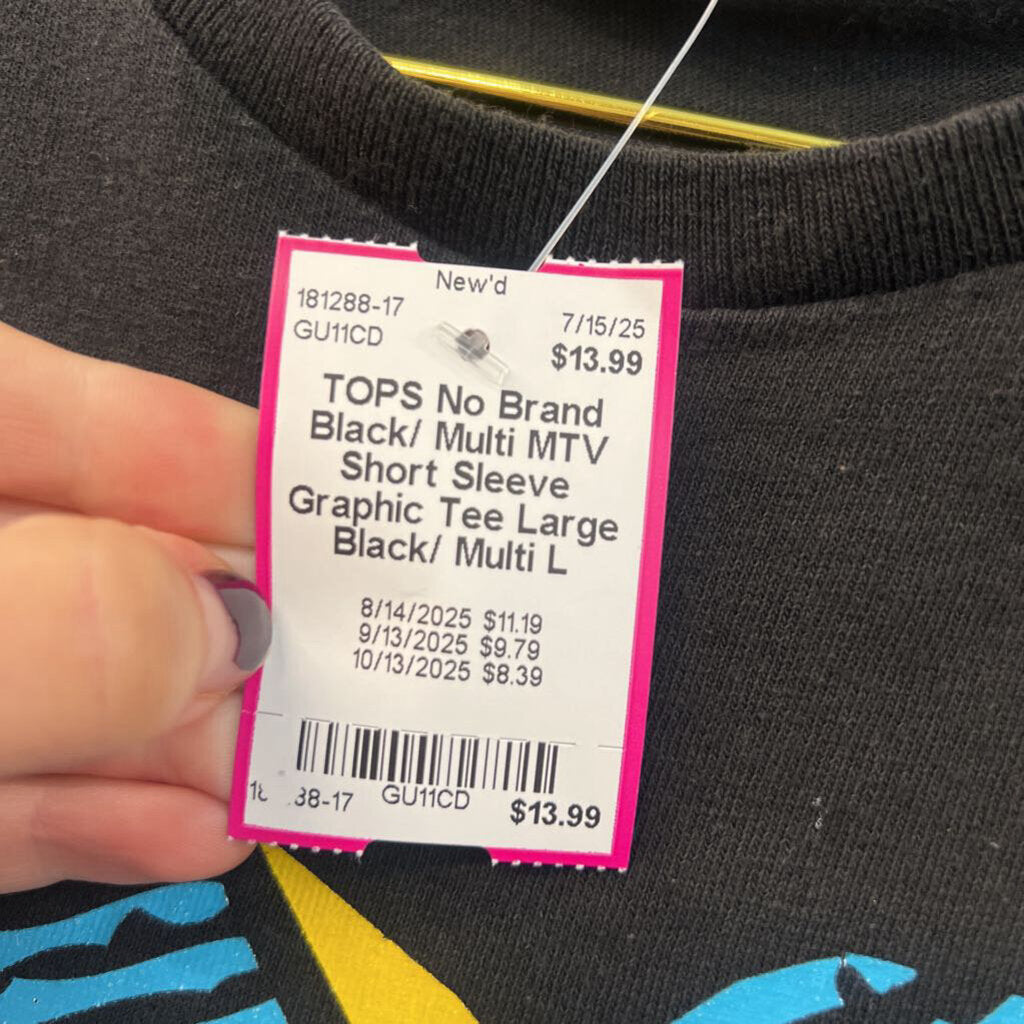 New'd
181288-17
7/15/25
GU11CD
$13.99
TOPS No Brand
Black/ Multi MTV
Short Sleeve
Graphic Tee Large
Black/ Multi L
8/14/2025 $11.19
9/13/2025 $9.79
10/13/2025 $8.39
GU11CD
$13.99